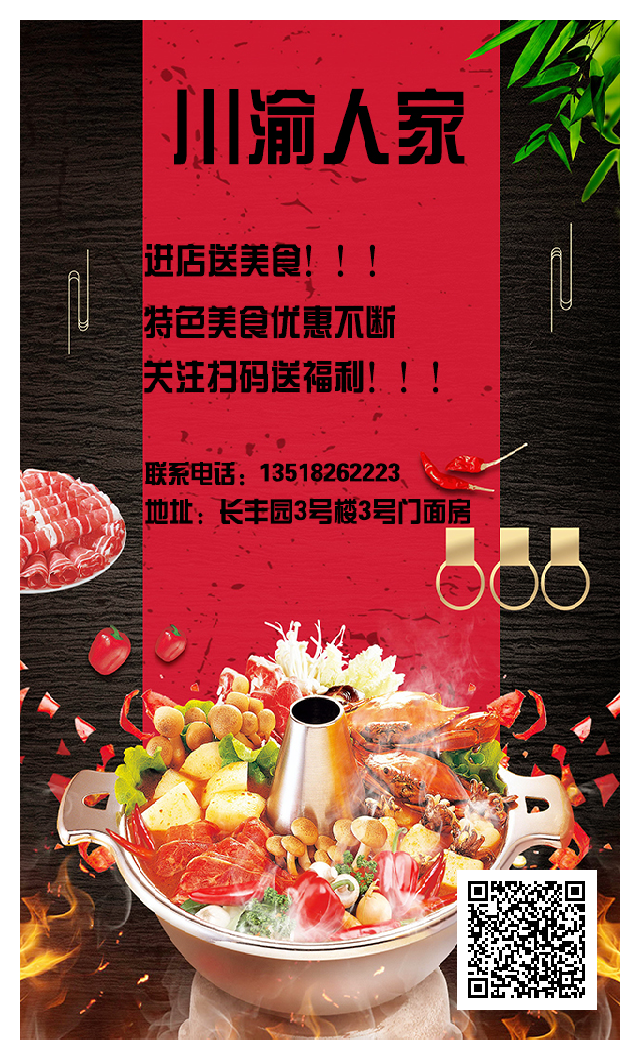 川渝人家
进店送美食！！！
特色美食优惠不断
关注扫码送福利！！！
联系电话：13518262223
地址：长丰园3号楼3号门面房